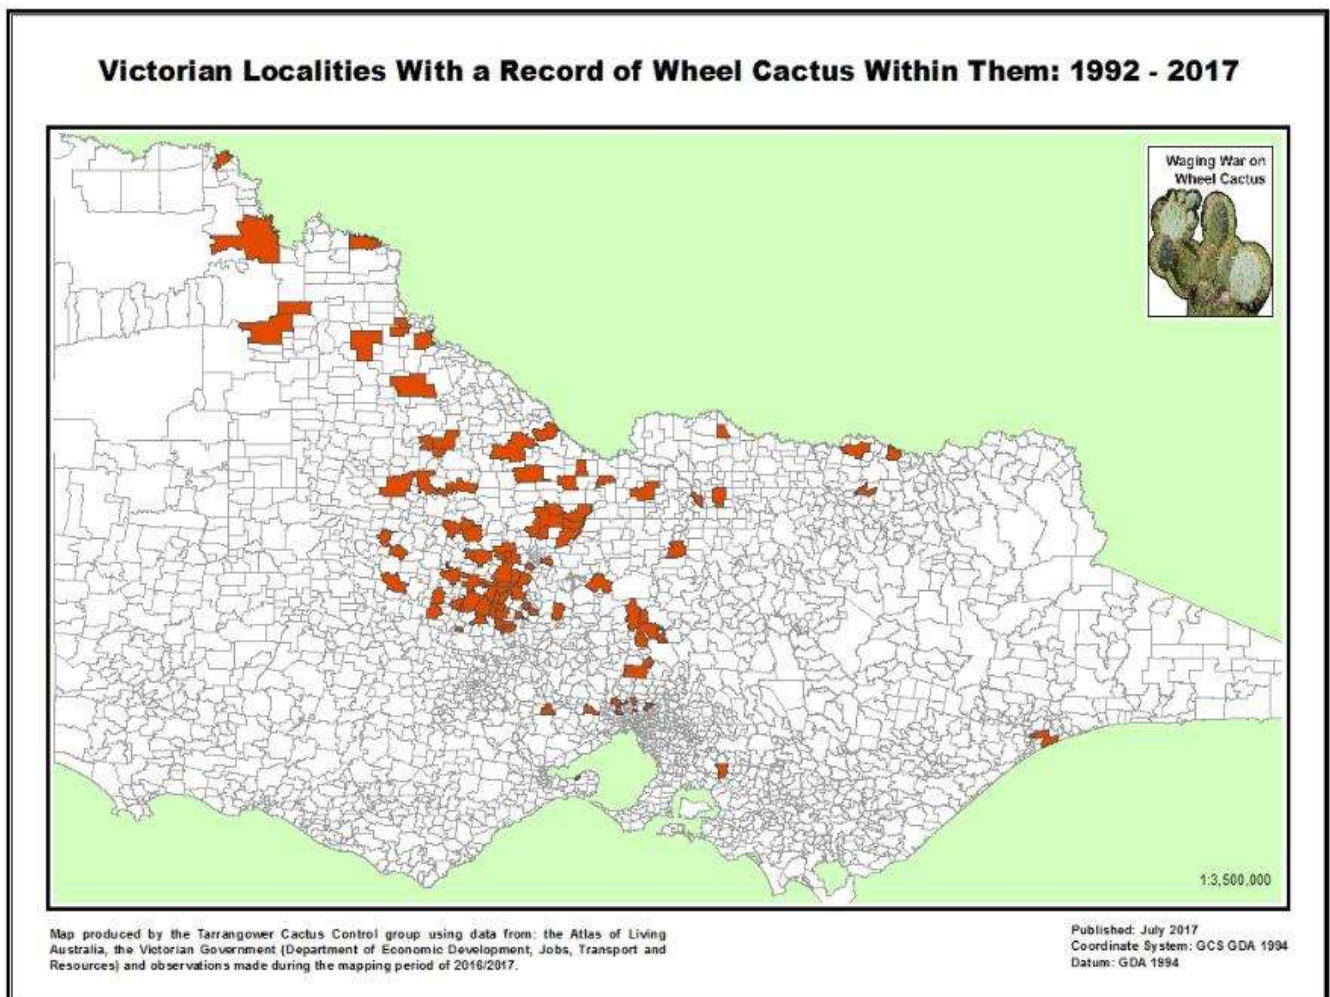 Victorian Localities With a Record of Wheel Cactus Within Them: 1992 - 2017
Waging War on
Wheel Cactus
1:3,500,000
Map produced by the Tarrangower Cactus Control group using data from: the Atlas of Living
Australia, the Victorian Government (Department of Economic Development, Jobs, Transport and
Resources) and observations made during the mapping period of 2016/2017.
Published: July 2017
Coordinate System: GCS GDA 1994
Datum: GDA 1994